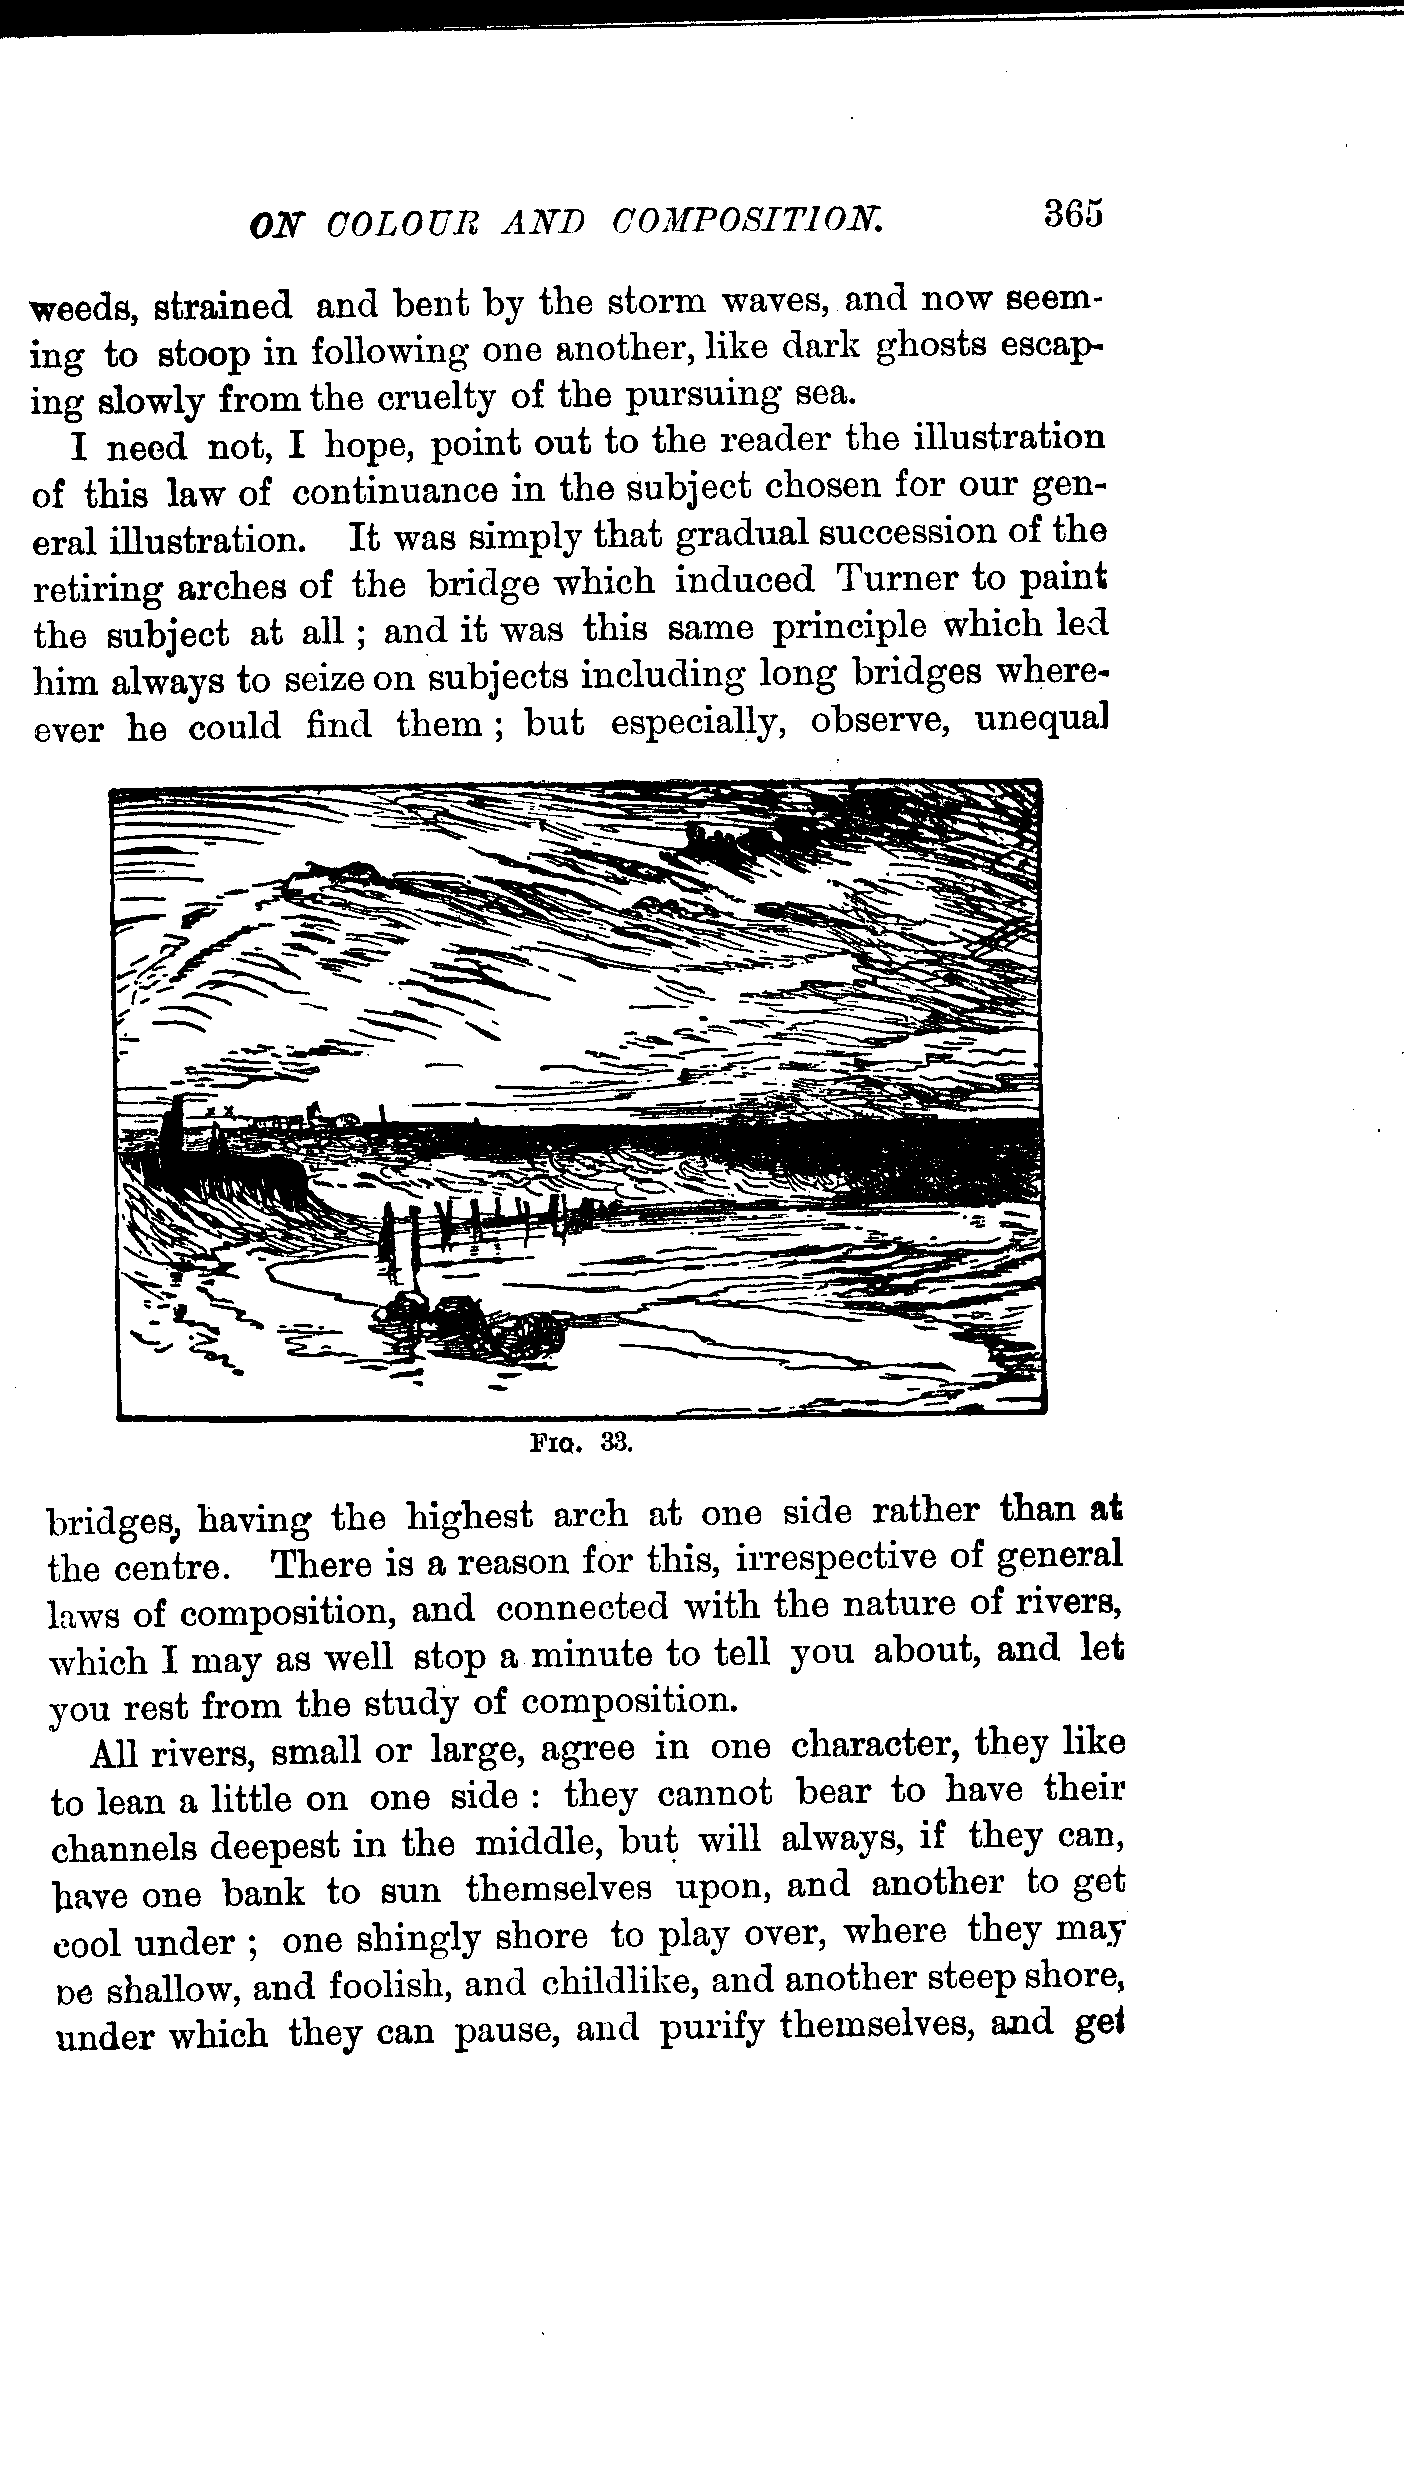 ON COLOUR AND COMPOSITION. 365
weeds, strained and bent by the storm waves, and now seem-
ing to stoop in following one another, like dark ghosts escap-
ing slowly from the cruelty of the pursuing sea.
I need not, I hope, point out to the reader the illustration
of this law of continuance in the subject chosen for our gen-
eral illustration. It was simply that gradual succession of the
retiring arches of the bridge which induced Turner to paint
the subject at all ; and it was this same principle which led
him always to seize on subjects including long bridges where-
ever he could find them ; but especially, observe, unequal
FIG. 33.
bridges, having the highest arch at one side rather than at
the centre. There is a reason for this, irrespective of general
laws of composition, and connected with the nature of rivers,
which I may as well stop a minute to tell you about, and let
you rest from the study of composition.
All rivers, small or large, agree in one character, they like
to lean a little on one side : they cannot bear to have their
channels deepest in the middle, but will always, if they can,
have one bank to sun themselves upon, and another to get
cool under ; one shingly shore to play over, where they may
be shallow, and foolish, and childlike, and another steep shore,
under which they can pause, and purify themselves, and get